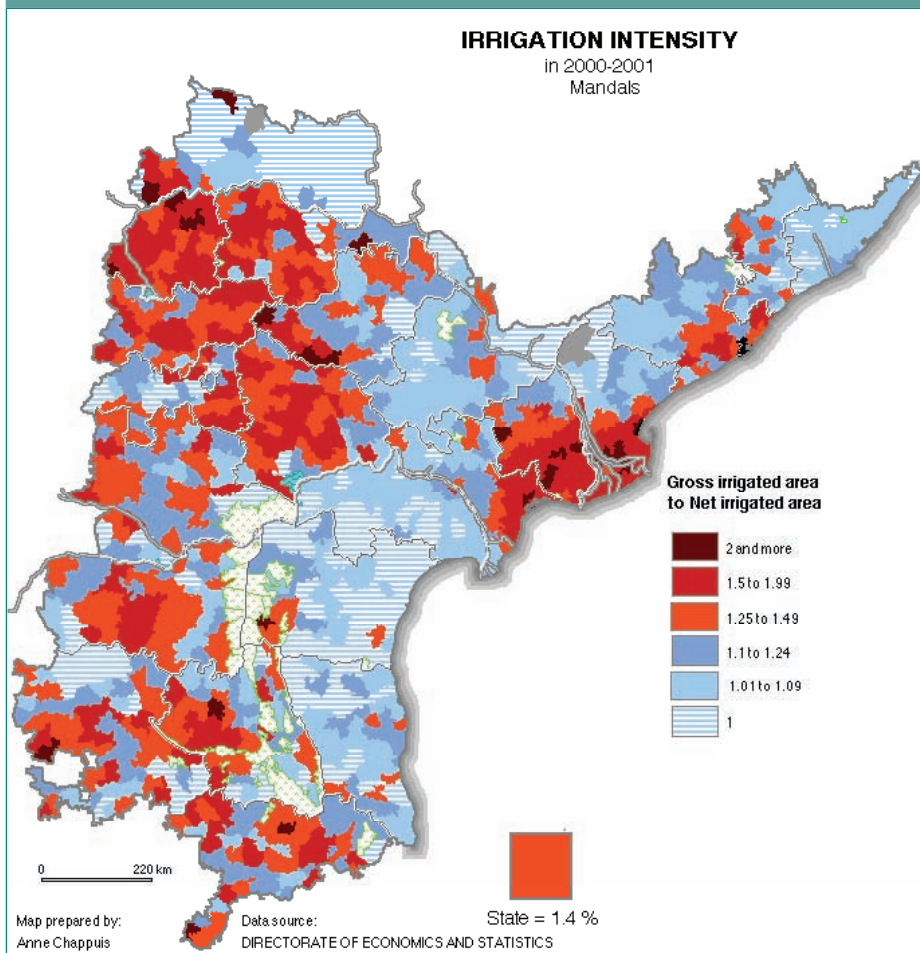 IRRIGATION INTENSITY
in 2000-2001
Mandals
Gross irrigated area
to Net irrigated area
2 and more
1.5 to 1.99
1.25 to 1.49
1.1 to 1.24
1.01 to 1.09
1
0 220 km
State = 1.4 %
Map prepared by:
Anne Chappuis
Data source:
DIRECTORATE OF ECONOMICS AND STATISTICS